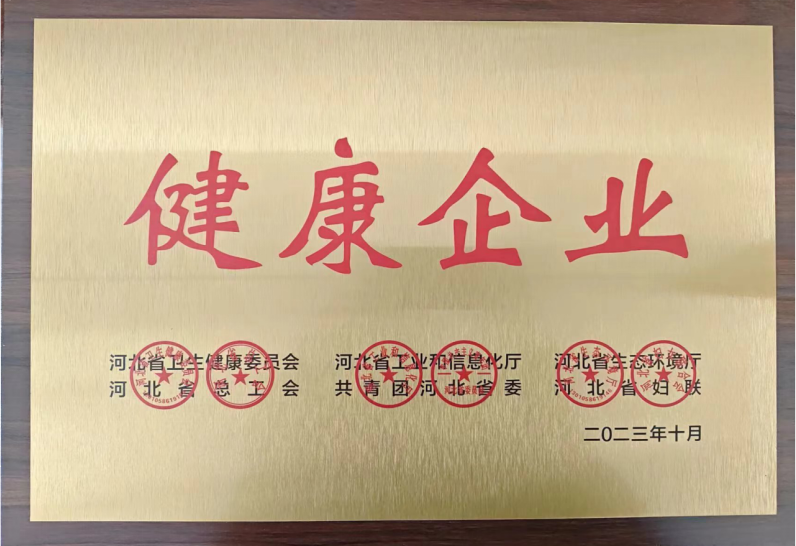 健康企业
河北省卫生健康委员会 河北省工业和信息化厅 河北省生态环境厅
河北省总工会 共青团河北省委 河北省妇联
二〇二三年十月